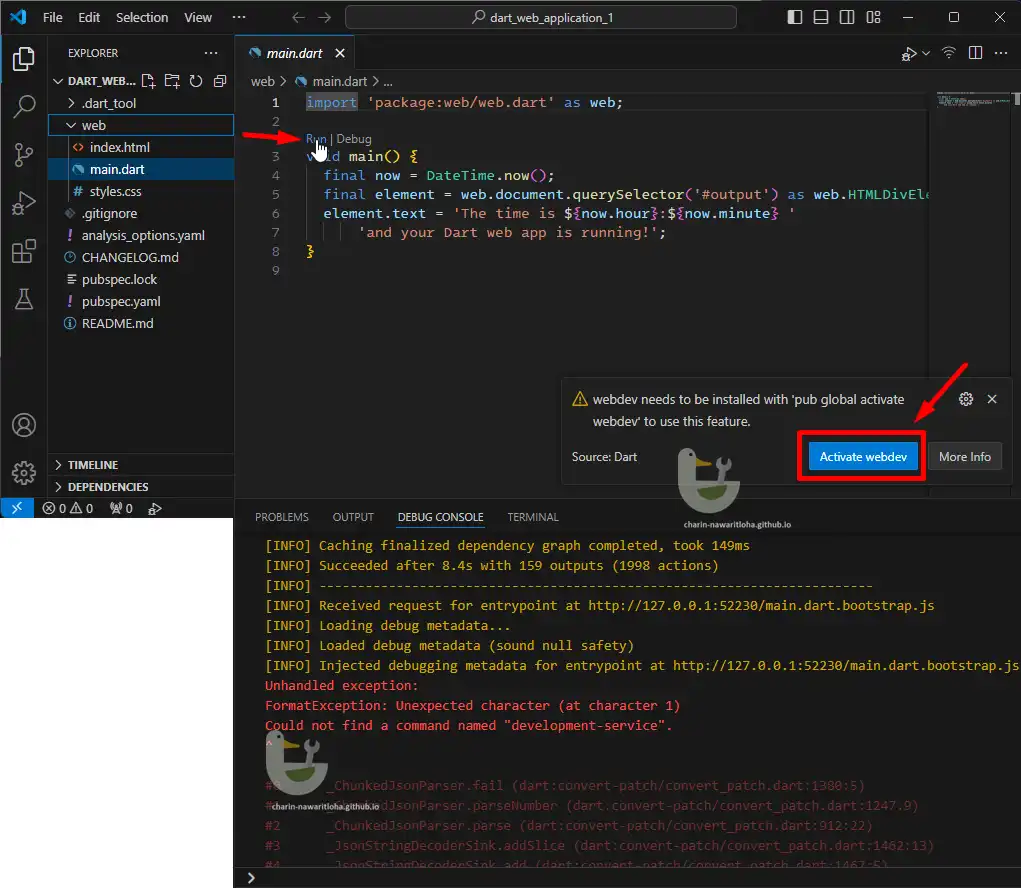 File Edit Selection View ··· dart_web_application_1
EXPLORER ···
DART_WEB...
.dart_tool
web
<> index.html
main.dart
# styles.css
.gitignore
! analysis_options.yaml
CHANGELOG.md
pubspec.lock
! pubspec.yaml
README.md
TIMELINE
DEPENDENCIES
0 0 0
main.dart
web > main.dart > ...
1 import 'package:web/web.dart' as web;
2
Run | Debug
3 void main() {
4 final now = DateTime.now();
5 final element = web.document.querySelector('#output') as web.HTMLDivEle
6 element.text = 'The time is ${now.hour}:${now.minute} '
7 'and your Dart web app is running!';
8 }
9
webdev needs to be installed with 'pub global activate
webdev' to use this feature.
Source: Dart
Activate webdev More Info
charin-nawaritloha.github.io
PROBLEMS OUTPUT DEBUG CONSOLE TERMINAL
[INFO] Caching finalized dependency graph completed, took 149ms
[INFO] Succeeded after 8.4s with 159 outputs (1998 actions)
[INFO] ----------------------------------------------------------------------
[INFO] Received request for entrypoint at http://127.0.0.1:52230/main.dart.bootstrap.js
[INFO] Loading debug metadata...
[INFO] Loaded debug metadata (sound null safety)
[INFO] Injected debugging metadata for entrypoint at http://127.0.0.1:52230/main.dart.bootstrap.js
Unhandled exception:
FormatException: Unexpected character (at character 1)
Could not find a command named "development-service".
^
_ChunkedJsonParser.fail (dart:convert-patch/convert_patch.dart:1380:5)
charin-nawaritloha.github.io
_ChunkedJsonParser.parseNumber (dart:convert-patch/convert_patch.dart:1247:9)
#2 _ChunkedJsonParser.parse (dart:convert-patch/convert_patch.dart:912:22)
#3 _JsonStringDecoderSink.addSlice (dart:convert-patch/convert_patch.dart:1462:13)
#4 _JsonStringDecoderSink.add (dart:convert-patch/convert_patch.dart:1467:5)
>